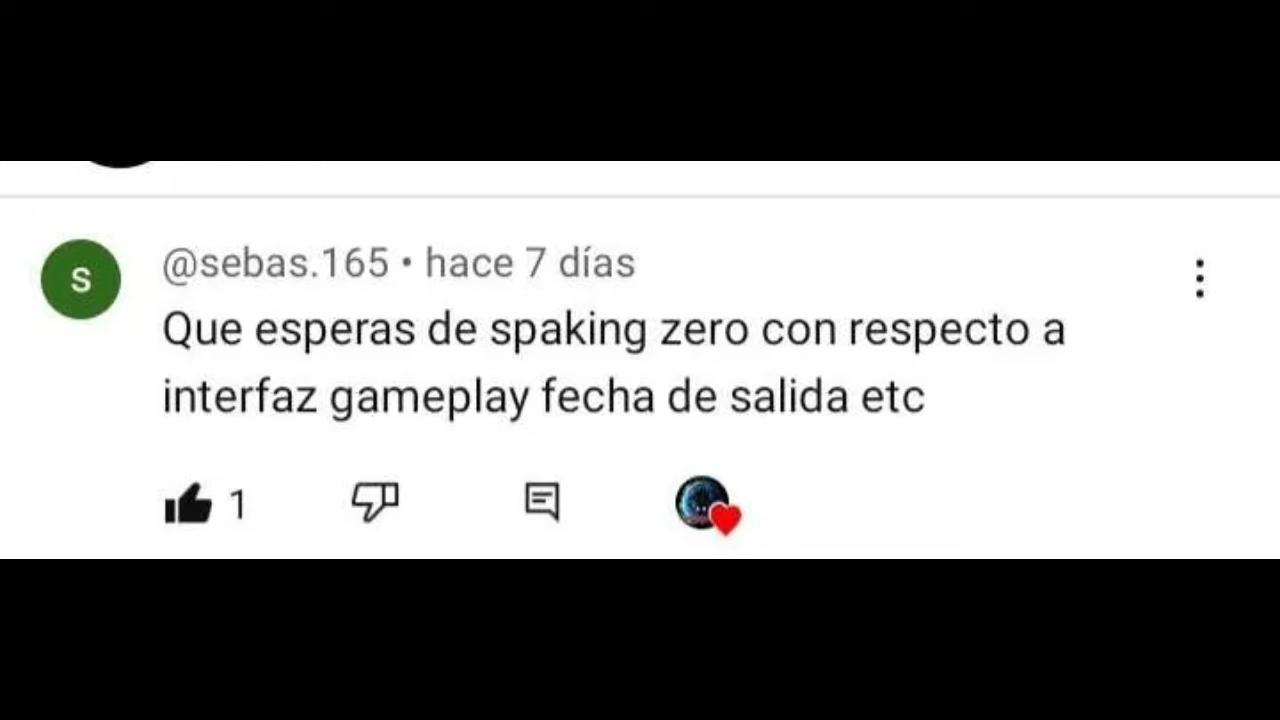 S
@sebas.165 • hace 7 días
Que esperas de spaking zero con respecto a
interfaz gameplay fecha de salida etc
1